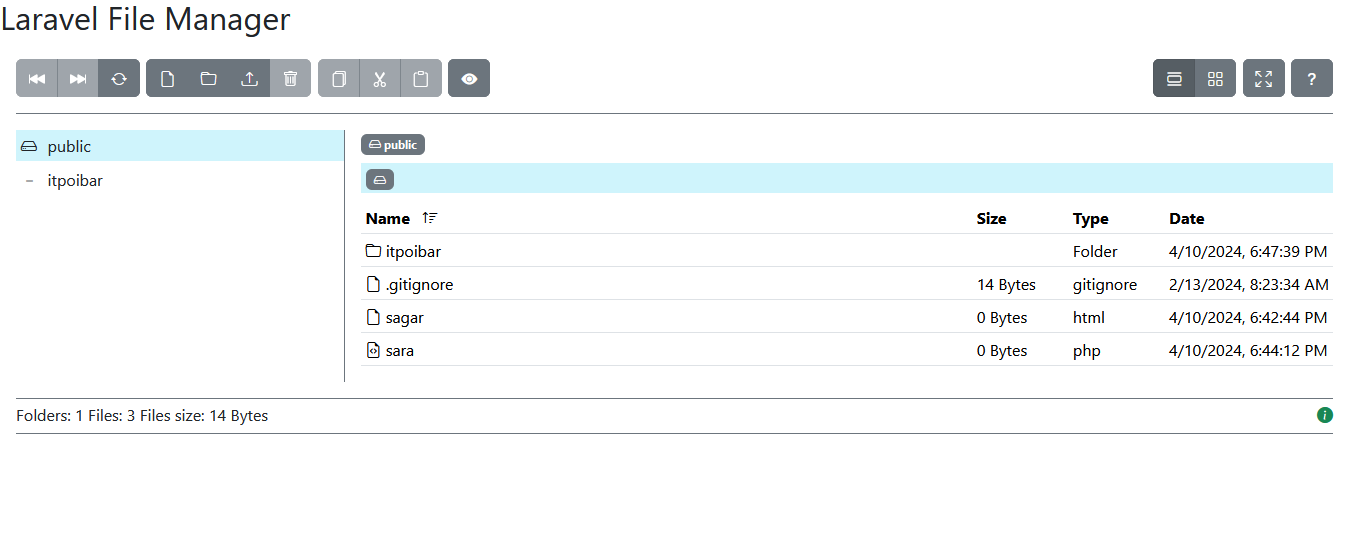 Laravel File Manager
?
public
public
itpoibar
Name Size Type Date
itpoibar Folder 4/10/2024, 6:47:39 PM
.gitignore 14 Bytes gitignore 2/13/2024, 8:23:34 AM
sagar 0 Bytes html 4/10/2024, 6:42:44 PM
sara 0 Bytes php 4/10/2024, 6:44:12 PM
Folders: 1 Files: 3 Files size: 14 Bytes